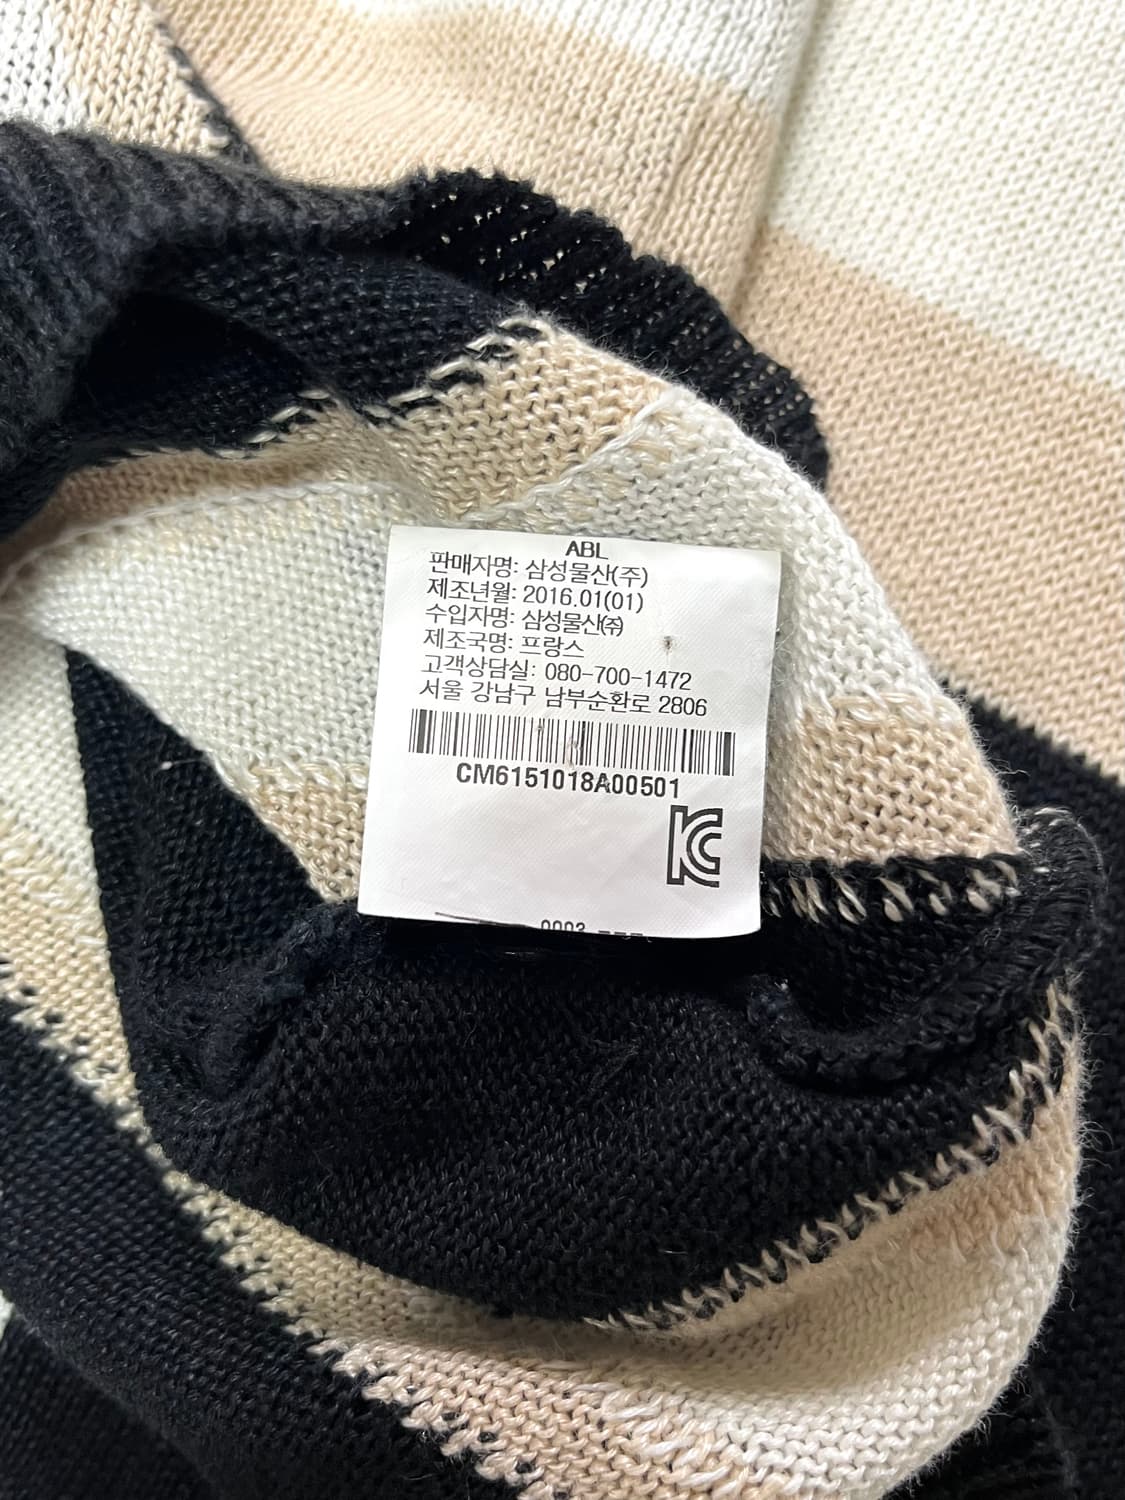 ABL
판매자명: 삼성물산(주)
제조년월: 2016.01(01)
수입자명: 삼성물산㈜
제조국명: 프랑스
고객상담실: 080-700-1472
서울 강남구 남부순환로 2806
CM6151018A00501
KC